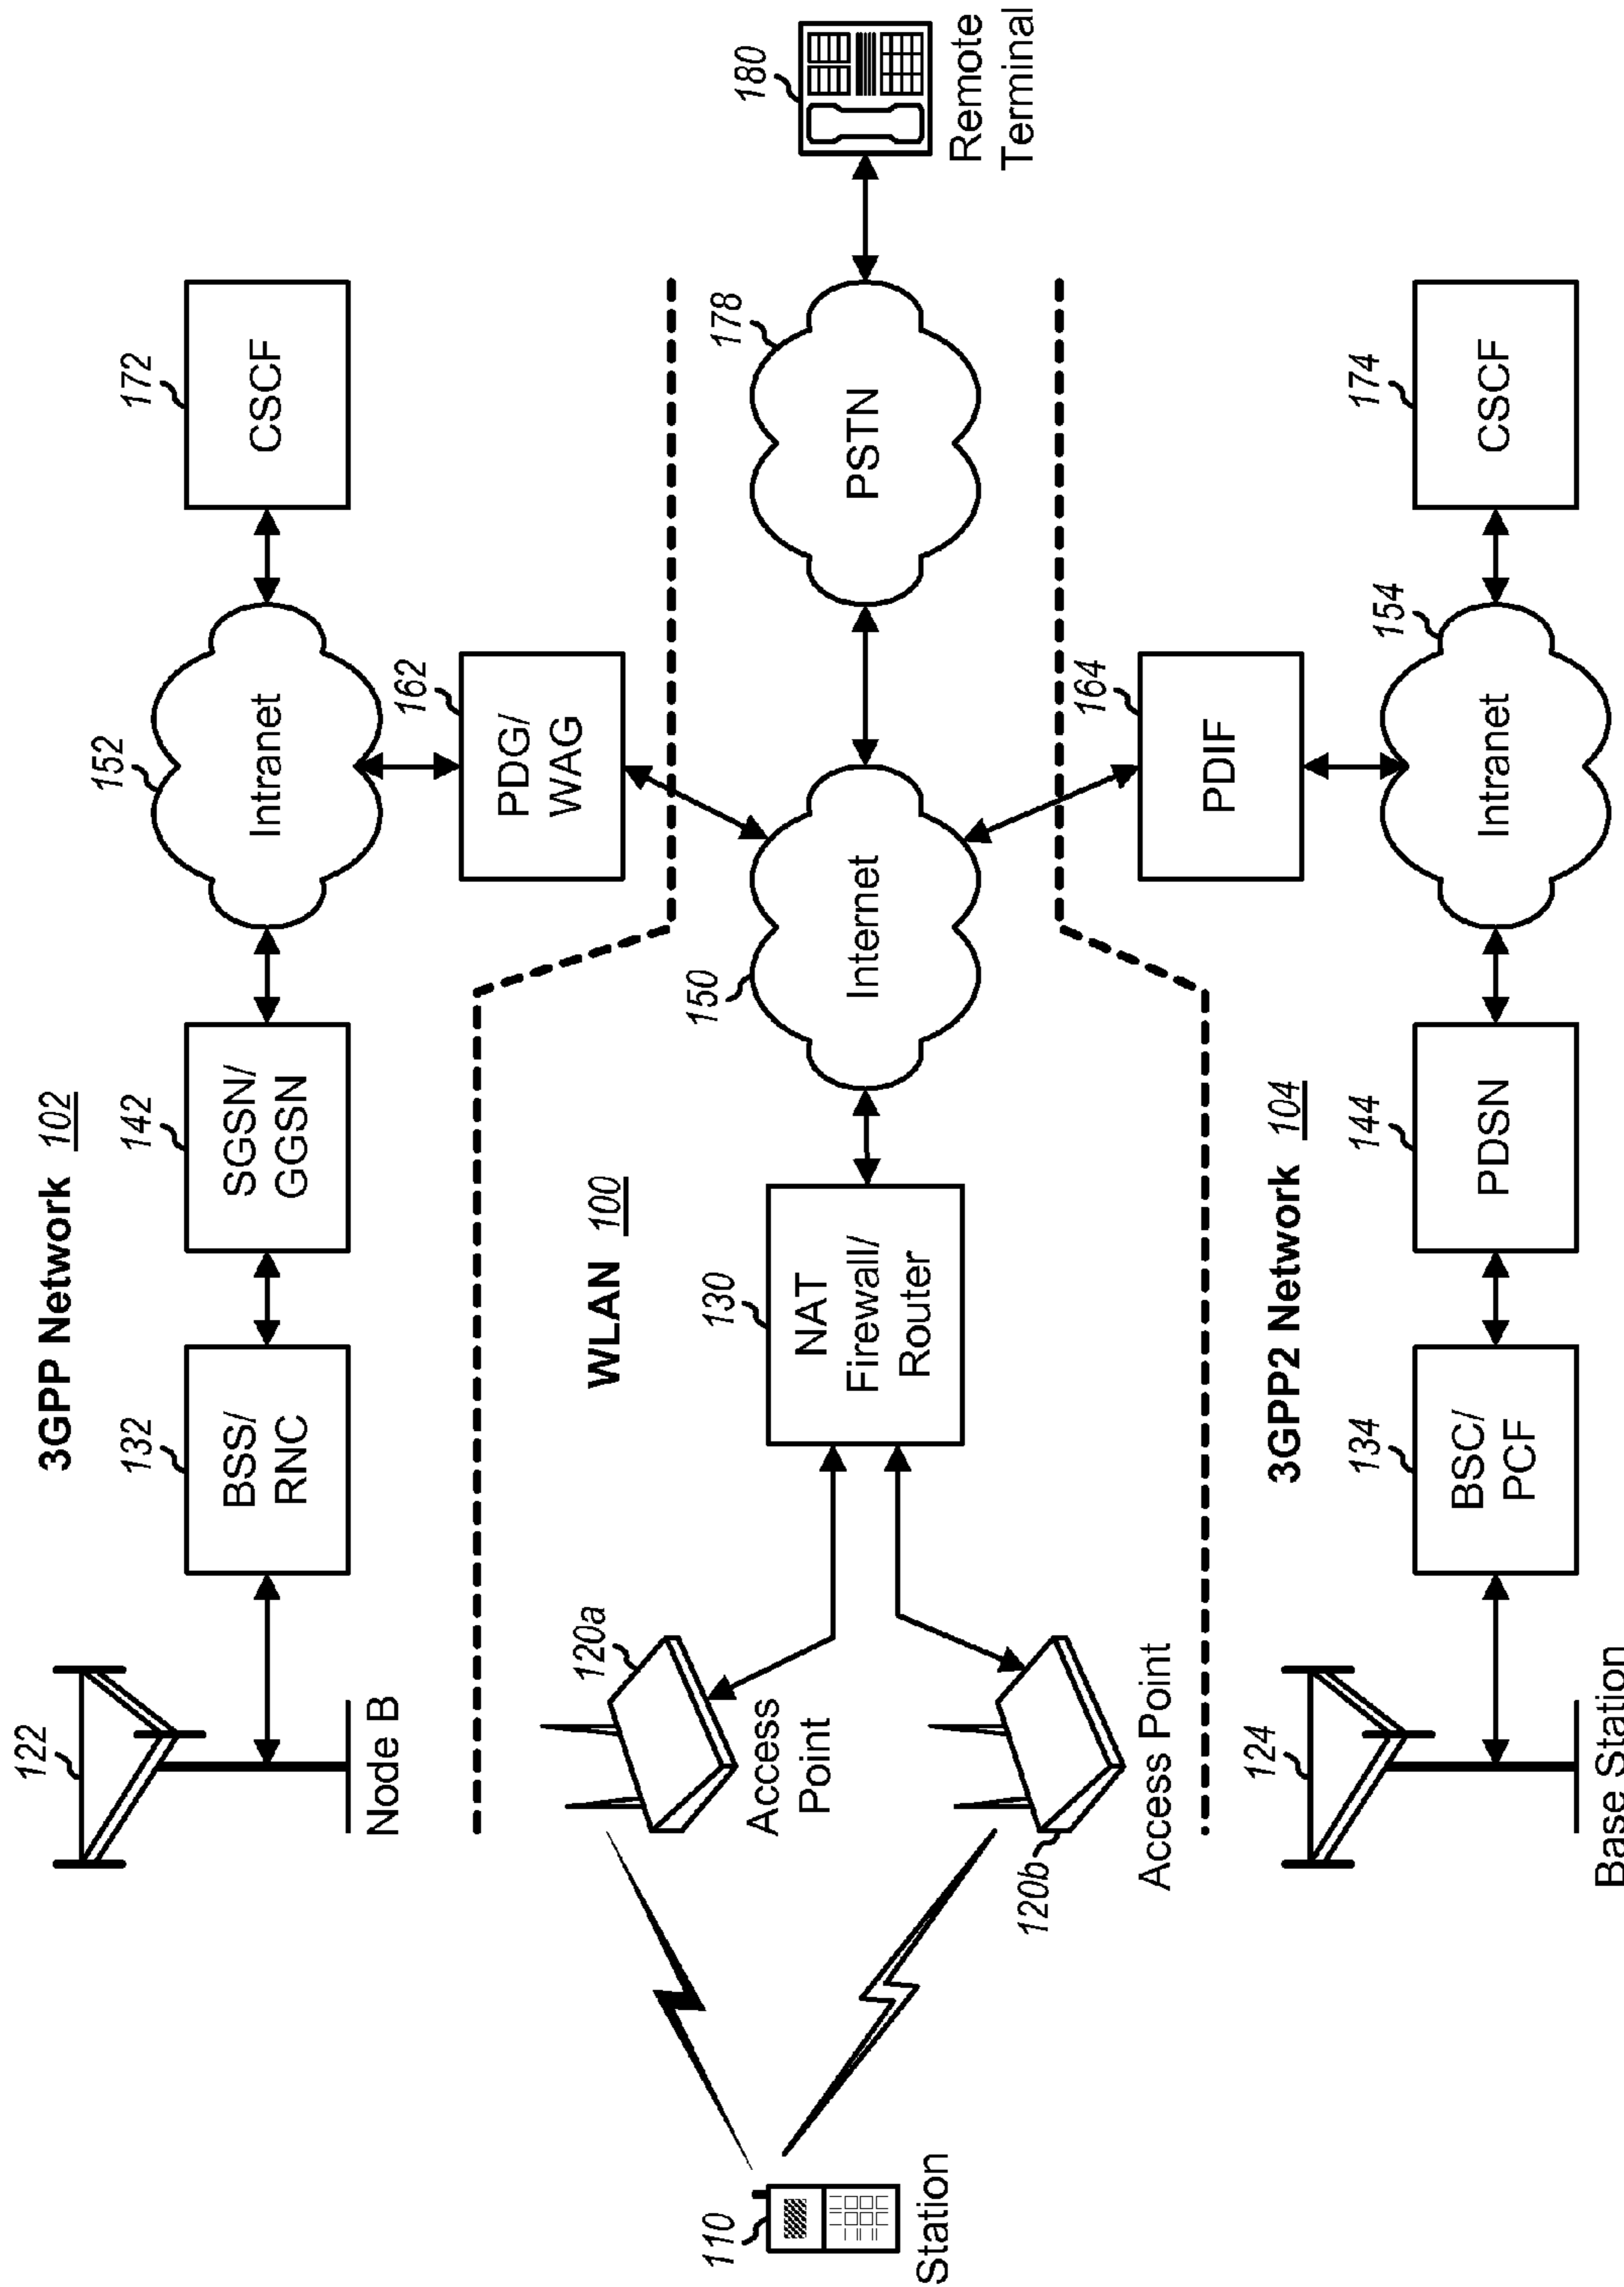 3GPP Network 102
122
Node B
132
BSS/
RNC
142
SGSN/
GGSN
152
Intranet
172
CSCF
162
PDG/
WAG
WLAN 100
110
Station
120a
Access
Point
120b
Access Point
130
NAT
Firewall/
Router
150
Internet
178
PSTN
180
Remote
Terminal
164
PDIF
3GPP2 Network 104
124
Base Station
134
BSC/
PCF
144
PDSN
154
Intranet
174
CSCF